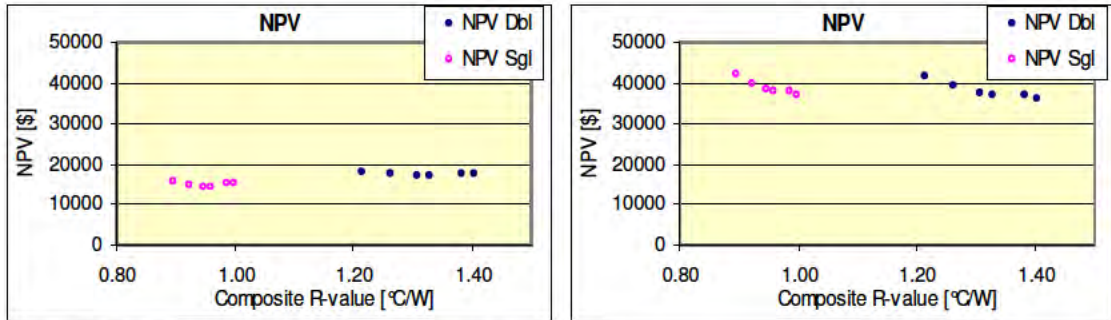 NPV
NPV Dbl
NPV Sgl
NPV [$]
50000
40000
30000
20000
10000
0
0.80 1.00 1.20 1.40
Composite R-value [°C/W]
NPV
NPV Dbl
NPV Sgl
NPV [$]
50000
40000
30000
20000
10000
0
0.80 1.00 1.20 1.40
Composite R-value [°C/W]